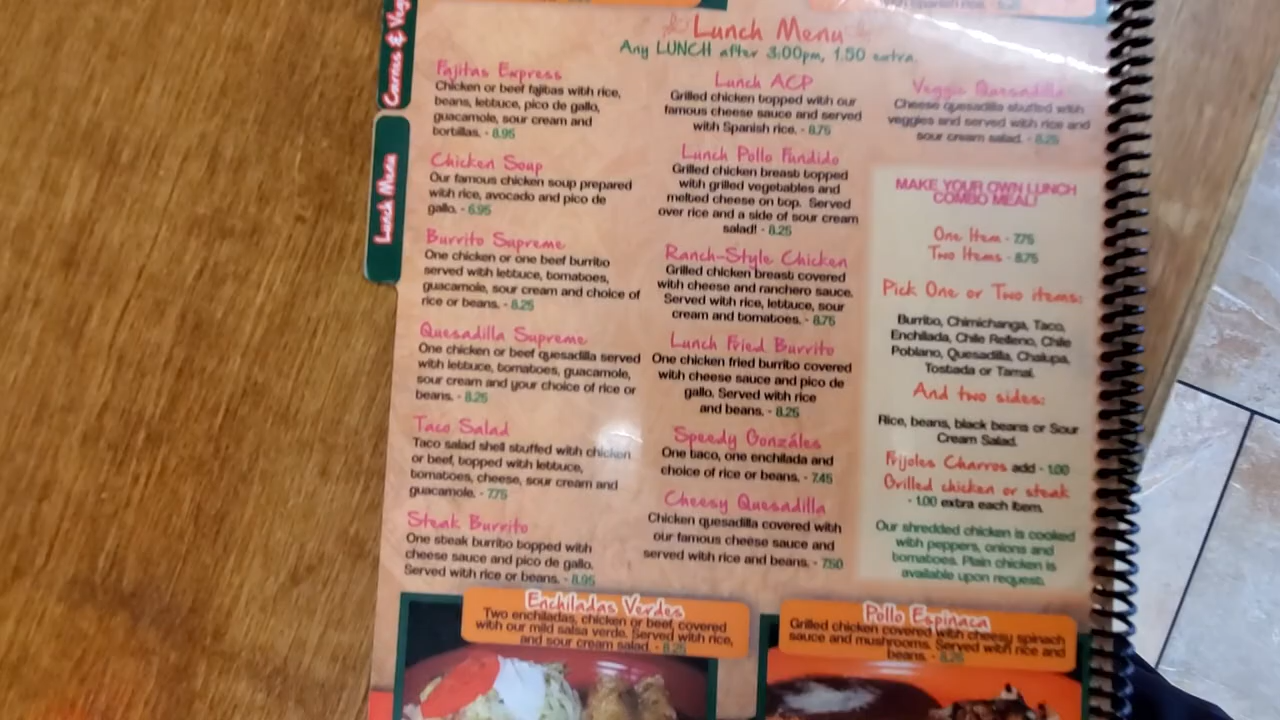 with Spanish rice.
Carnes & Veg
Lunch Menu
Lunch Menu
Any LUNCH after 3:00pm, 1.50 extra.
Fajitas Express
Chicken or beef fajitas with rice,
beans, lettuce, pico de gallo,
guacamole, sour cream and
tortillas. - 8.95
Chicken Soup
Our famous chicken soup prepared
with rice, avocado and pico de
gallo. - 6.95
Burrito Supreme
One chicken or one beef burrito
served with lettuce, tomatoes,
guacamole, sour cream and choice of
rice or beans. - 8.25
Quesadilla Supreme
One chicken or beef quesadilla served
with lettuce, tomatoes, guacamole,
sour cream and your choice of rice or
beans. - 8.25
Taco Salad
Taco salad shell stuffed with chicken
or beef, topped with lettuce,
tomatoes, cheese, sour cream and
guacamole. - 7.75
Steak Burrito
One steak burrito topped with
cheese sauce and pico de gallo.
Served with rice or beans. - 8.95
Lunch ACP
Grilled chicken topped with our
famous cheese sauce and served
with Spanish rice. - 8.75
Lunch Pollo Fundido
Grilled chicken breast topped
with grilled vegetables and
melted cheese on top. Served
over rice and a side of sour cream
salad! - 8.25
Ranch-Style Chicken
Grilled chicken breast covered
with cheese and ranchero sauce.
Served with rice, lettuce, sour
cream and tomatoes. - 8.75
Lunch Fried Burrito
One chicken fried burrito covered
with cheese sauce and pico de
gallo. Served with rice
and beans. - 8.25
Speedy Gonzáles
One taco, one enchilada and
choice of rice or beans. - 7.45
Cheesy Quesadilla
Chicken quesadilla covered with
our famous cheese sauce and
served with rice and beans. - 7.50
Veggie Quesadilla
Cheese quesadilla stuffed with
veggies and served with rice and
sour cream salad. - 8.25
MAKE YOUR OWN LUNCH
COMBO MEAL!
One Item - 7.75
Two Items - 8.75
Pick One or Two items:
Burrito, Chimichanga, Taco,
Enchilada, Chile Relleno, Chile
Poblano, Quesadilla, Chalupa,
Tostada or Tamal.
And two sides:
Rice, beans, black beans or Sour
Cream Salad.
Frijoles Charros add - 1.00
Grilled chicken or steak
- 1.00 extra each item.
Our shredded chicken is cooked
with peppers, onions and
tomatoes. Plain chicken is
available upon request.
Enchiladas Verdes
Two enchiladas, chicken or beef, covered
with our mild salsa verde. Served with rice,
and sour cream salad. - 8.25
Pollo Espinaca
Grilled chicken covered with cheesy spinach
sauce and mushrooms. Served with rice and
beans. - 8.25